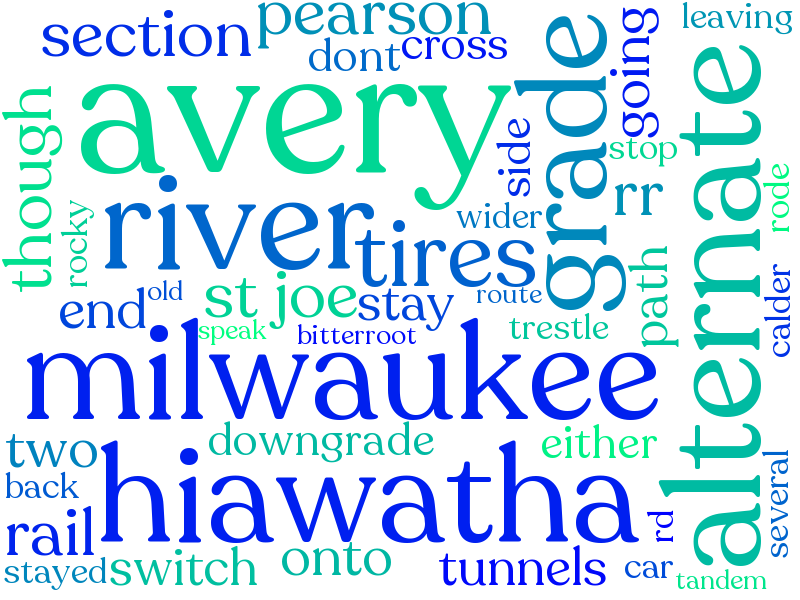 section
pearson
leaving
dont
cross
avery
grade
going
side
stop
though
alternate
rr
rode
river
rocky
wider
tires
path
st joe
end
old
stay
route
calder
speak
bitterroot
trestle
milwaukee
two
downgrade
either
back
hiawatha
several
rail
rd
stayed
switch
onto
tunnels
car
tandem